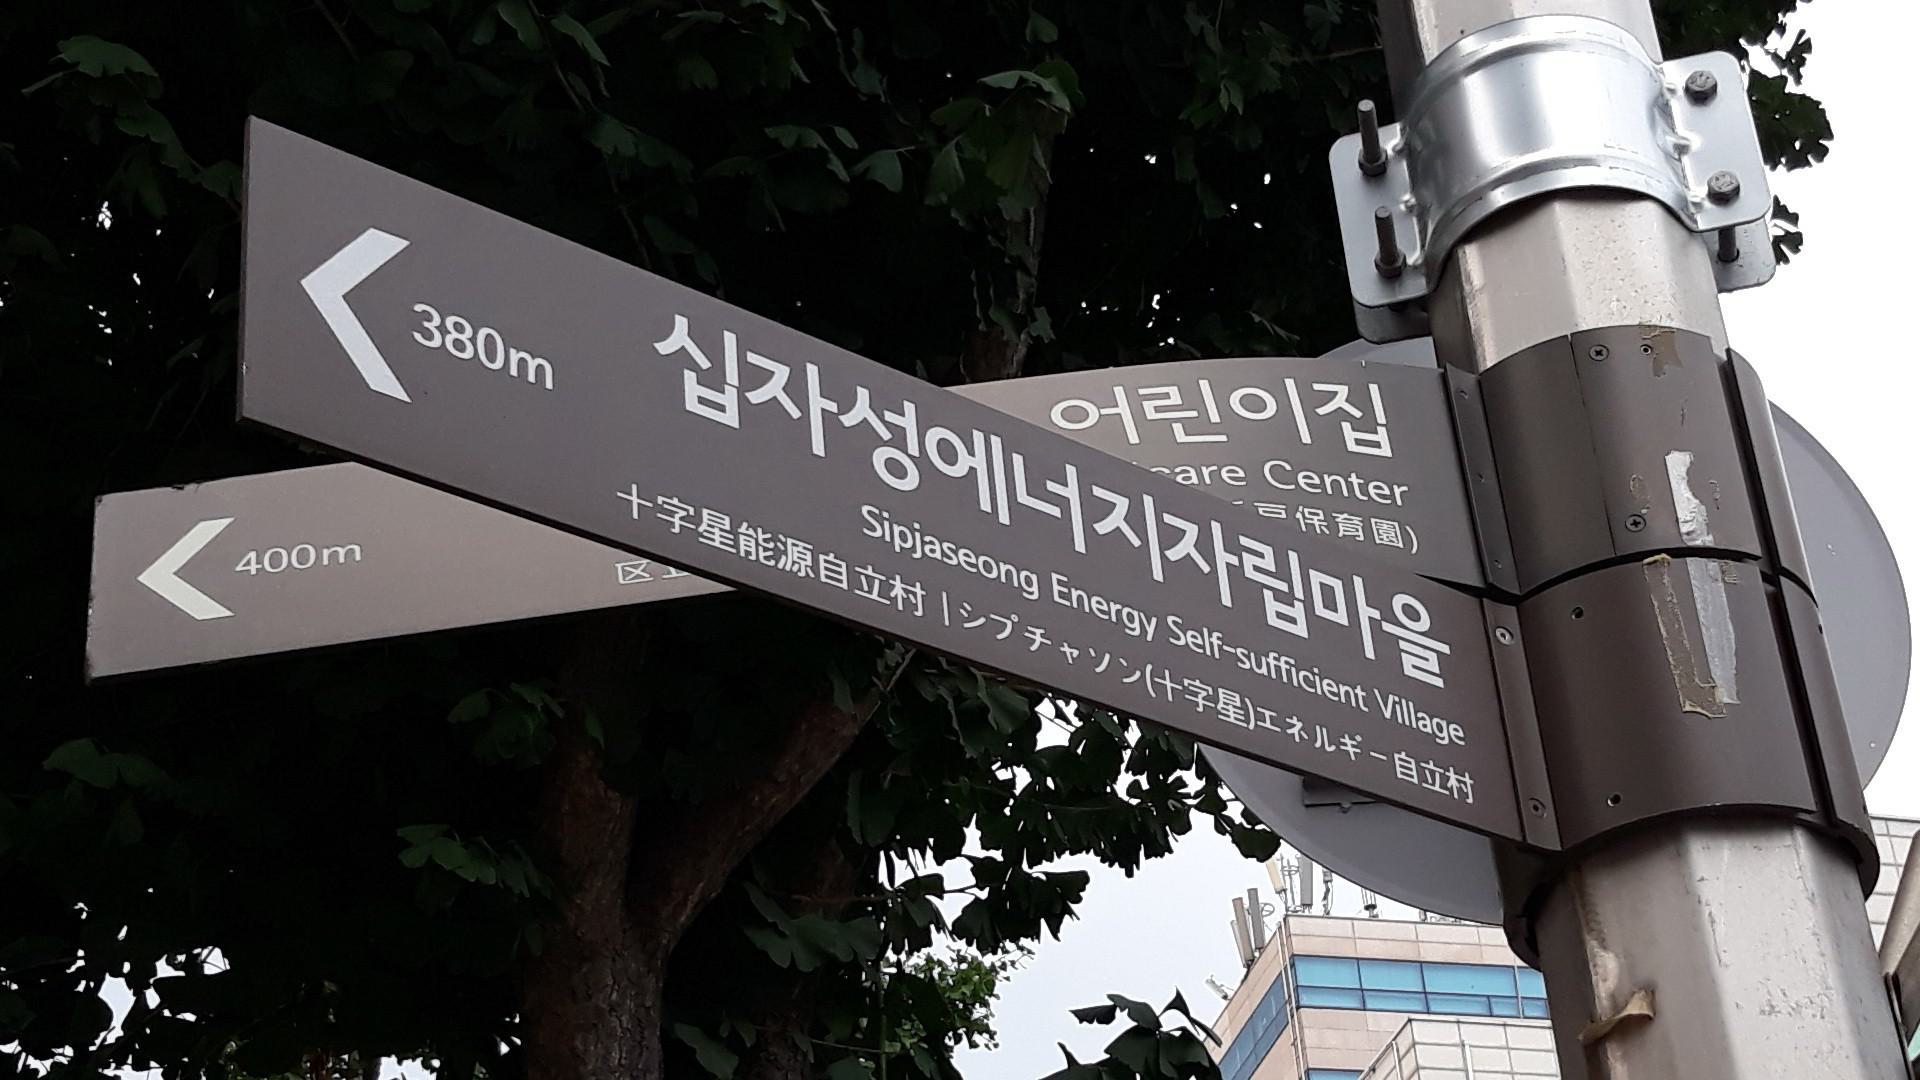 380m
십자성에너지자립마을
Sipjaseong Energy Self-sufficient Village
十字星能源自立村 | シプチャソン(十字星)エネルギー自立村
어린이집
care Center
保育園)
400m
区立